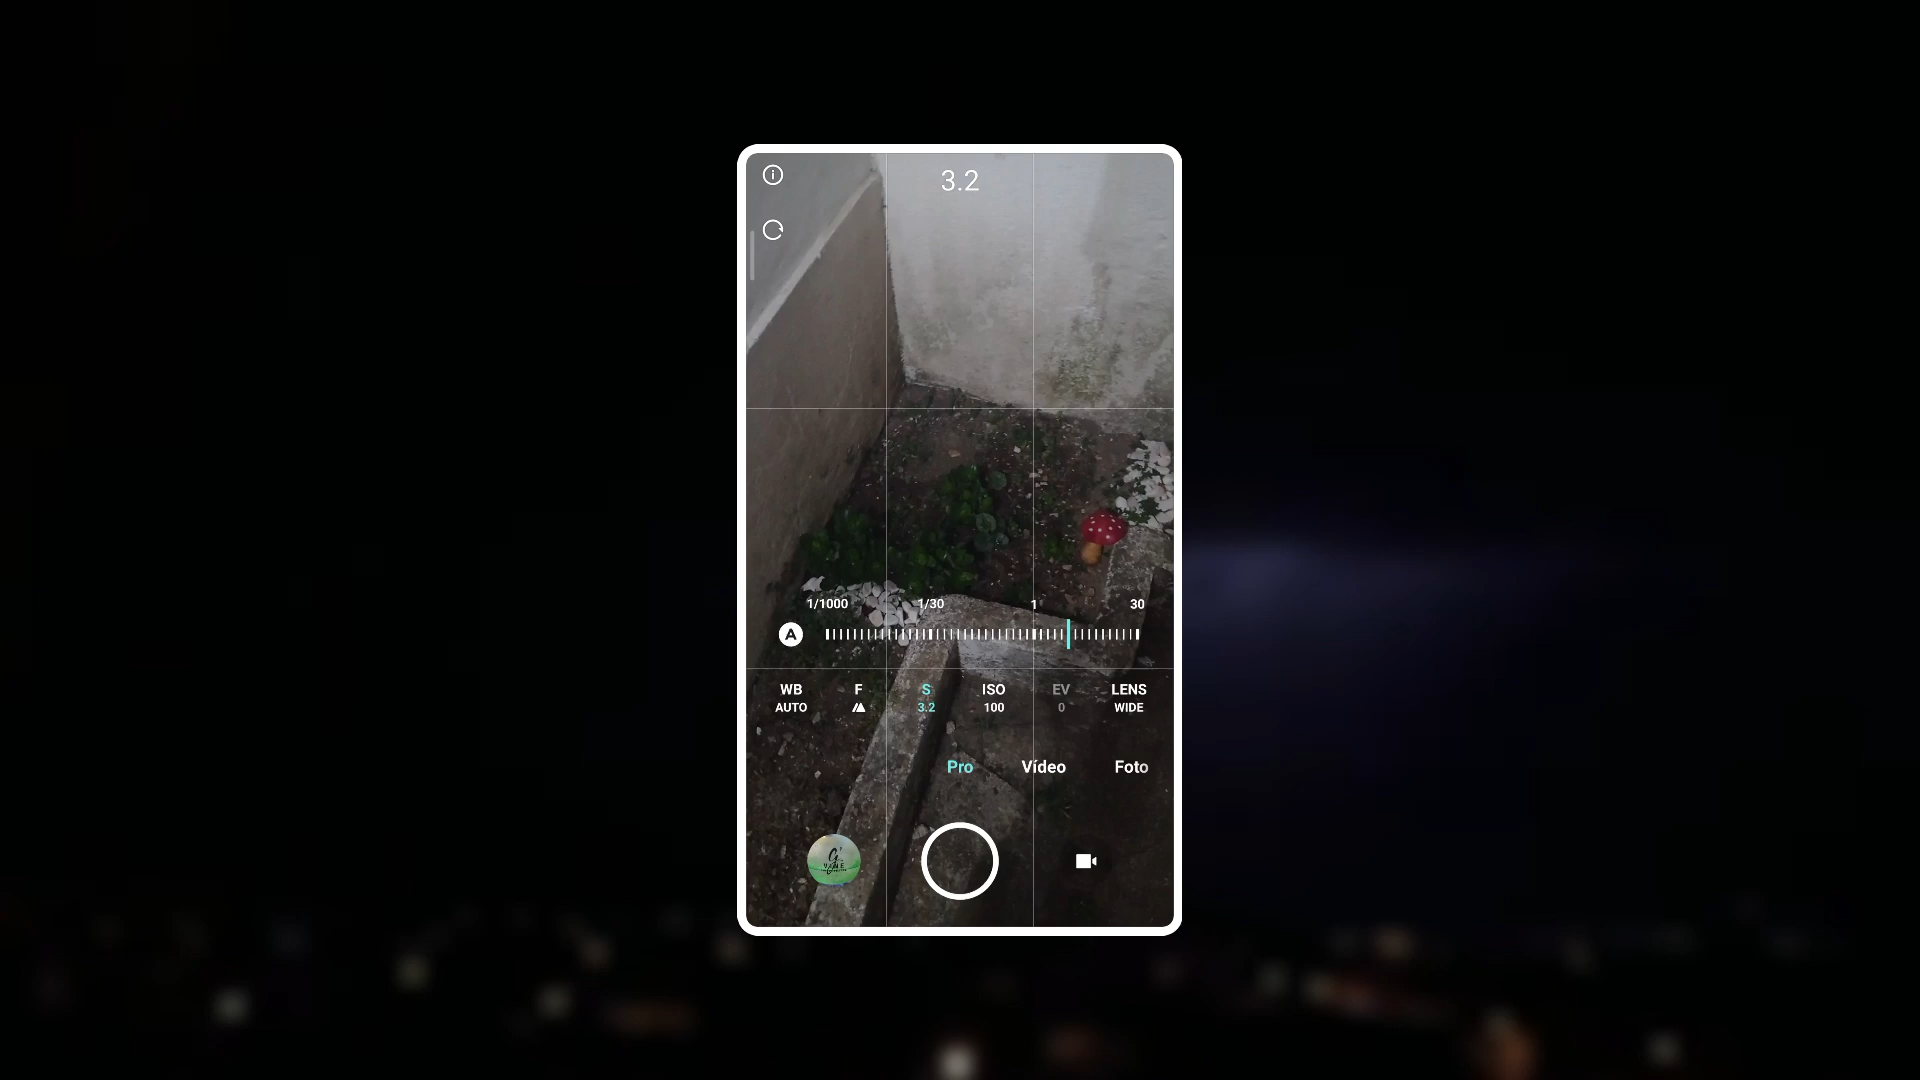 3.2
1/1000 1/30 1 30
A
WB F S ISO EV LENS
AUTO 3.2 100 0 WIDE
Pro Vídeo Foto